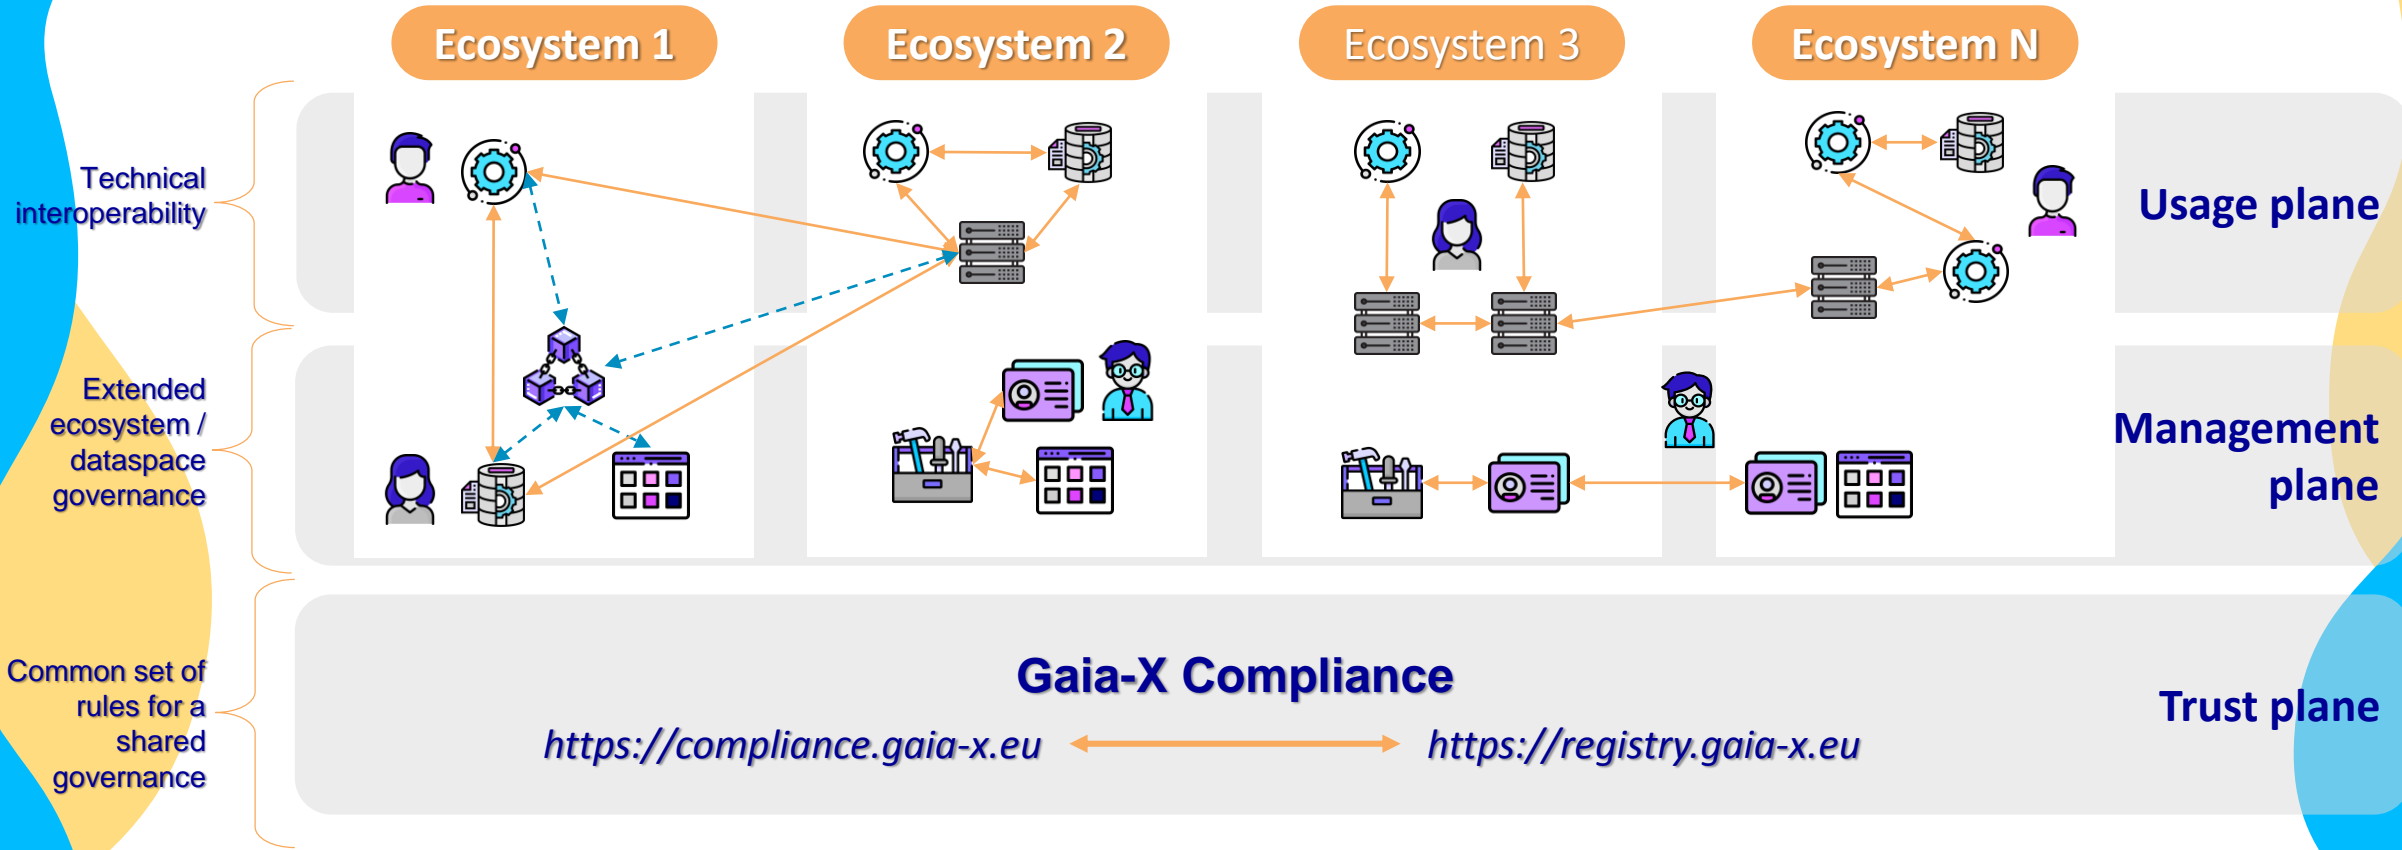 Ecosystem 1
Ecosystem 2
Ecosystem 3
Ecosystem N
Technical
interoperability
Usage plane
Extended
ecosystem /
dataspace
governance
Management
plane
Common set of
rules for a
shared
governance
Gaia-X Compliance
https://compliance.gaia-x.eu
https://registry.gaia-x.eu
Trust plane